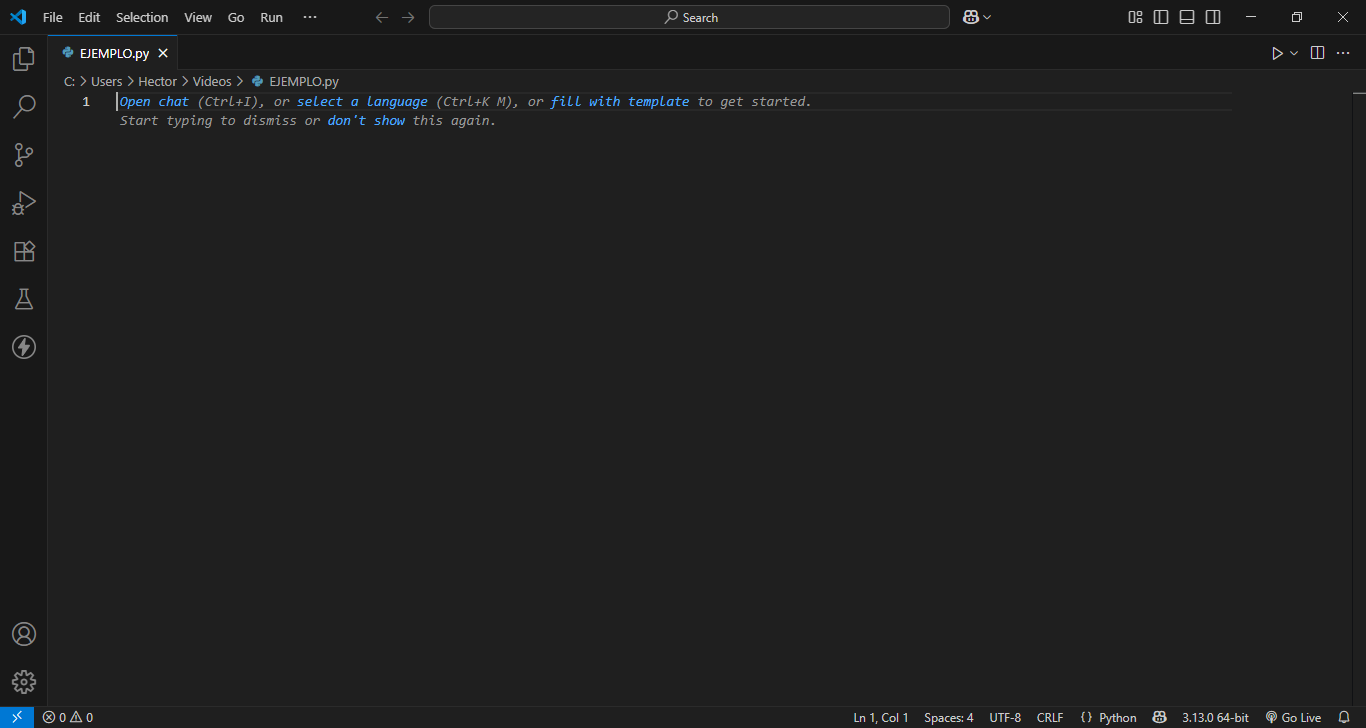 File Edit Selection View Go Run ··· Search
EJEMPLO.py
C: > Users > Hector > Videos > EJEMPLO.py
1 Open chat (Ctrl+I), or select a language (Ctrl+K M), or fill with template to get started.
Start typing to dismiss or don't show this again.
0 0 Ln 1, Col 1 Spaces: 4 UTF-8 CRLF {} Python 3.13.0 64-bit Go Live